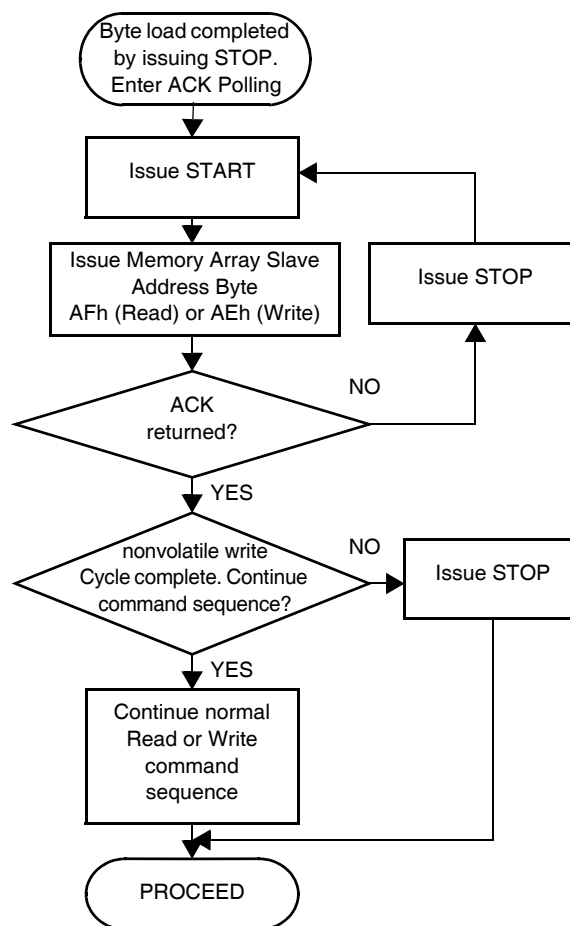 Byte load completed
by issuing STOP.
Enter ACK Polling
Issue START
Issue Memory Array Slave
Address Byte
AFh (Read) or AEh (Write)
Issue STOP
ACK
returned?
NO
YES
nonvolatile write
Cycle complete. Continue
command sequence?
NO
Issue STOP
YES
Continue normal
Read or Write
command
sequence
PROCEED